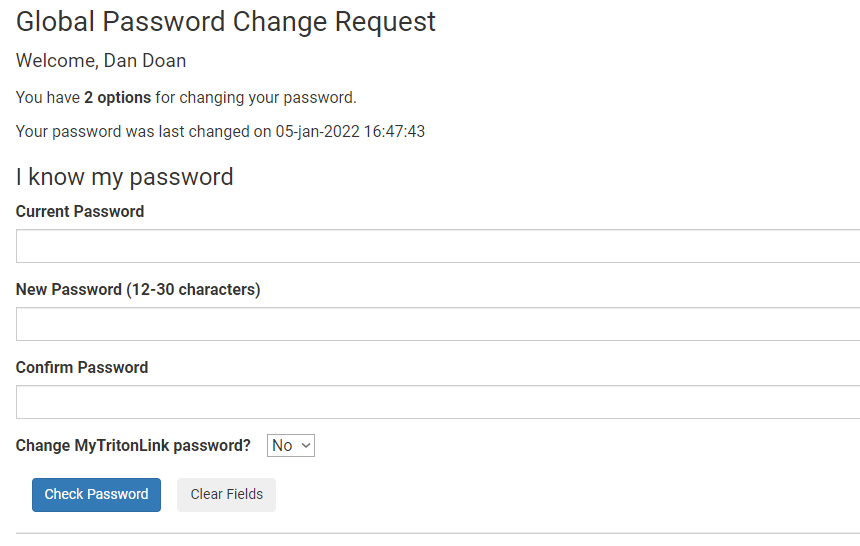 Global Password Change Request
Welcome, Dan Doan
You have 2 options for changing your password.
Your password was last changed on 05-jan-2022 16:47:43
I know my password
Current Password
New Password (12-30 characters)
Confirm Password
Change MyTritonLink password? No
Check Password Clear Fields